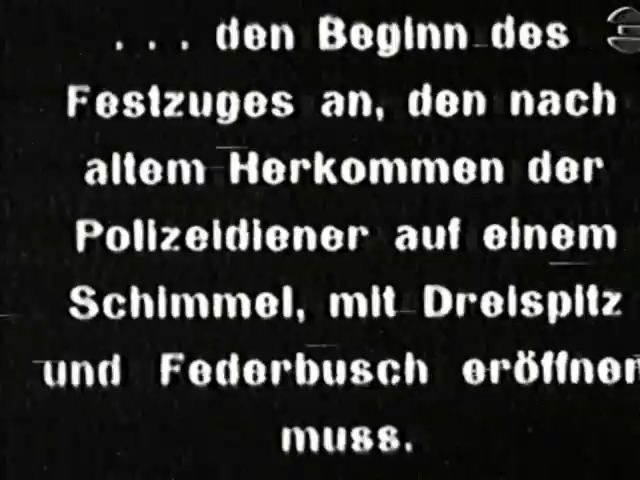 . . . den Beginn des
Festzuges an, den nach
altem Herkommen der
Polizeidiener auf einem
Schimmel, mit Dreispitz
und Federbusch eröffnen
muss.